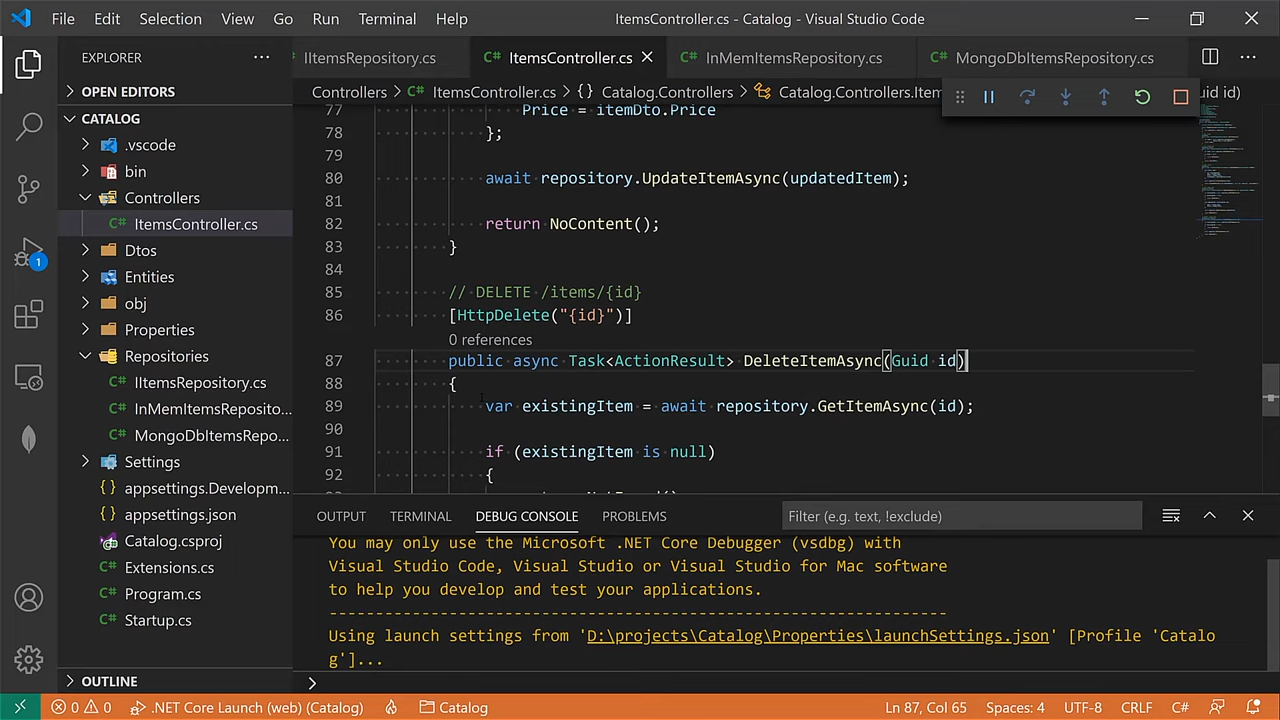 File Edit Selection View Go Run Terminal Help ItemsController.cs - Catalog - Visual Studio Code
EXPLORER
IItemsRepository.cs ItemsController.cs InMemItemsRepository.cs MongoDbItemsRepository.cs
OPEN EDITORS
CATALOG
.vscode
bin
Controllers
ItemsController.cs
Dtos
Entities
obj
Properties
Repositories
IItemsRepository.cs
InMemItemsReposito...
MongoDbItemsRepo...
Settings
appsettings.Developm...
appsettings.json
Catalog.csproj
Extensions.cs
Program.cs
Startup.cs
OUTLINE
1
Controllers > ItemsController.cs > {} Catalog.Controllers > Catalog.Controllers.Item uid id)
77 Price = itemDto.Price
78 };
79
80 await repository.UpdateItemAsync(updatedItem);
81
82 return NoContent();
83 }
84
85 // DELETE /items/{id}
86 [HttpDelete("{id}")]
0 references
87 public async Task<ActionResult> DeleteItemAsync(Guid id)
88 {
89 var existingItem = await repository.GetItemAsync(id);
90
91 if (existingItem is null)
92 {
OUTPUT TERMINAL DEBUG CONSOLE PROBLEMS Filter (e.g. text, !exclude)
You may only use the Microsoft .NET Core Debugger (vsdbg) with
Visual Studio Code, Visual Studio or Visual Studio for Mac software
to help you develop and test your applications.
-------------------------------------------------------------------
Using launch settings from 'D:\projects\Catalog\Properties\launchSettings.json' [Profile 'Catalo
g']...
>
0 0 .NET Core Launch (web) (Catalog) Catalog Ln 87, Col 65 Spaces: 4 UTF-8 CRLF C#